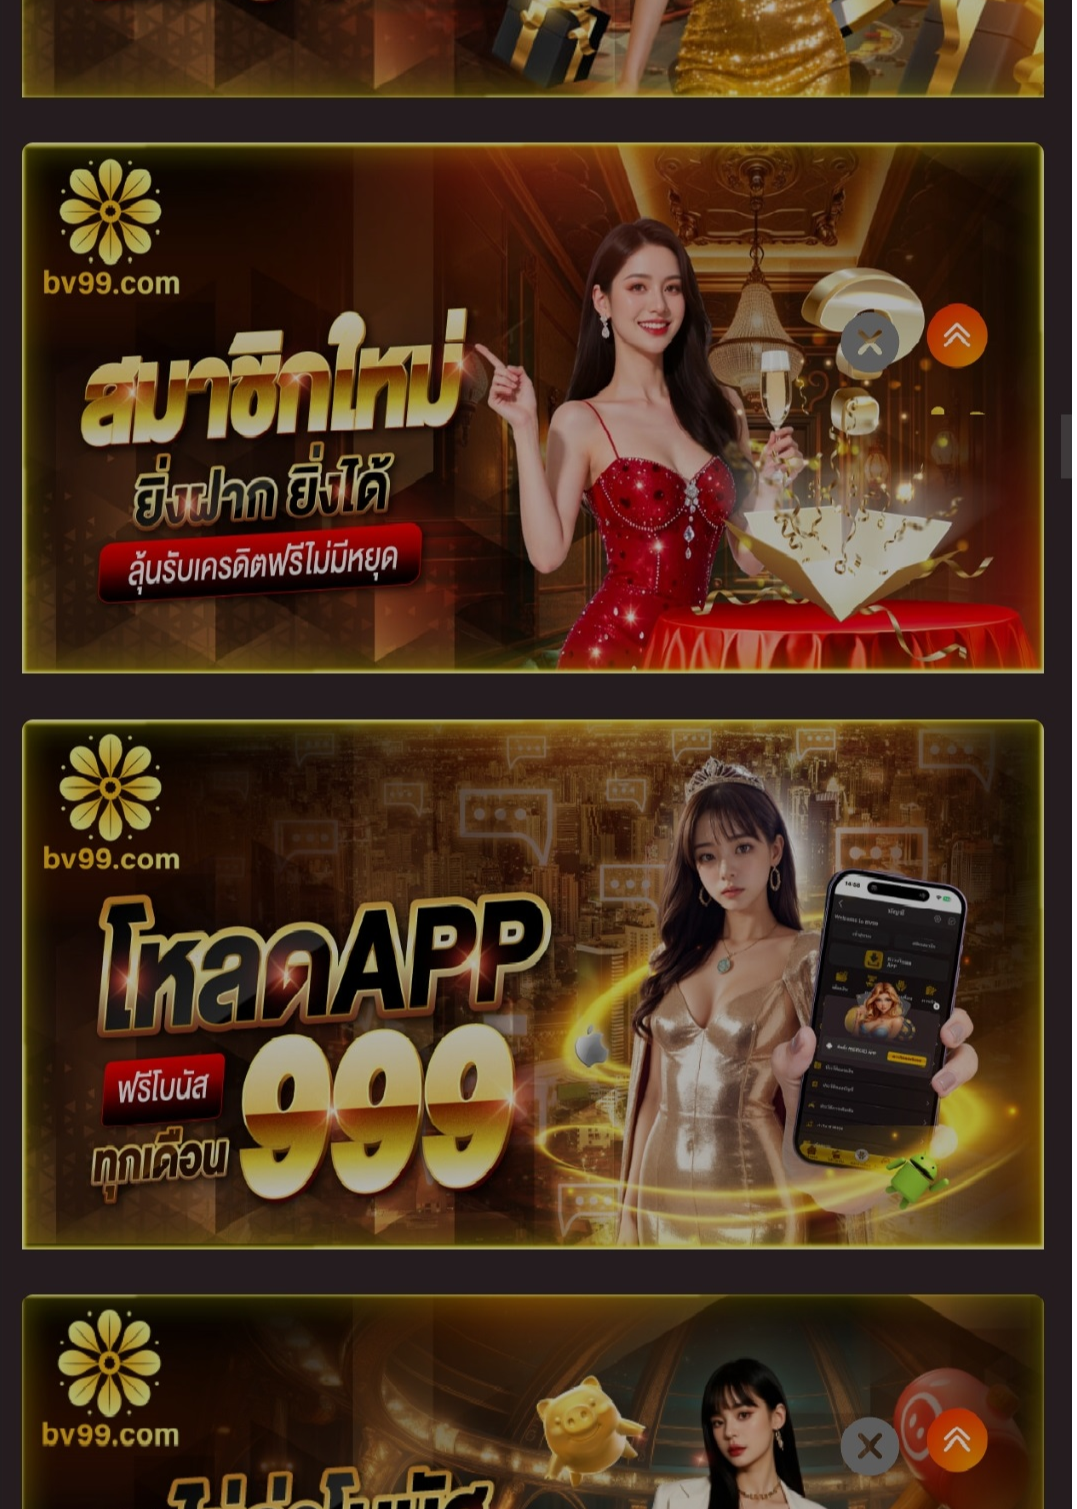 bv99.com
สมาชิกใหม่
ยิ่งฝาก ยิ่งได้
ลุ้นรับเครดิตฟรีไม่มีหยุด
bv99.com
โหลดAPP
ฟรีโบนัส
ทุกเดือน
999
14:58
bv99.com